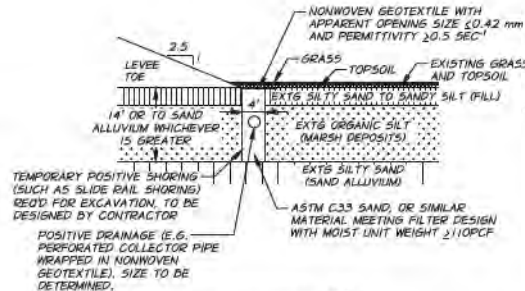 NONWOVEN GEOTEXTILE WITH
APPARENT OPENING SIZE ≤0.42 mm
AND PERMITTIVITY ≥0.5 SEC⁻¹
2.5
1
GRASS
TOPSOIL
EXISTING GRASS
AND TOPSOIL
LEVEE
TOE
EXTG SILTY SAND TO SANDY SILT (FILL)
4'
14' OR TO SAND
ALLUVIUM WHICHEVER
IS GREATER
EXTG ORGANIC SILT
(MARSH DEPOSITS)
EXTG SILTY SAND
(SAND ALLUVIUM)
TEMPORARY POSITIVE SHORING
(SUCH AS SLIDE RAIL SHORING)
REQ'D FOR EXCAVATION, TO BE
DESIGNED BY CONTRACTOR
ASTM C33 SAND, OR SIMILAR
MATERIAL MEETING FILTER DESIGN
WITH MOIST UNIT WEIGHT ≥110PCF
POSITIVE DRAINAGE (E.G.
PERFORATED COLLECTOR PIPE
WRAPPED IN NONWOVEN
GEOTEXTILE), SIZE TO BE
DETERMINED.